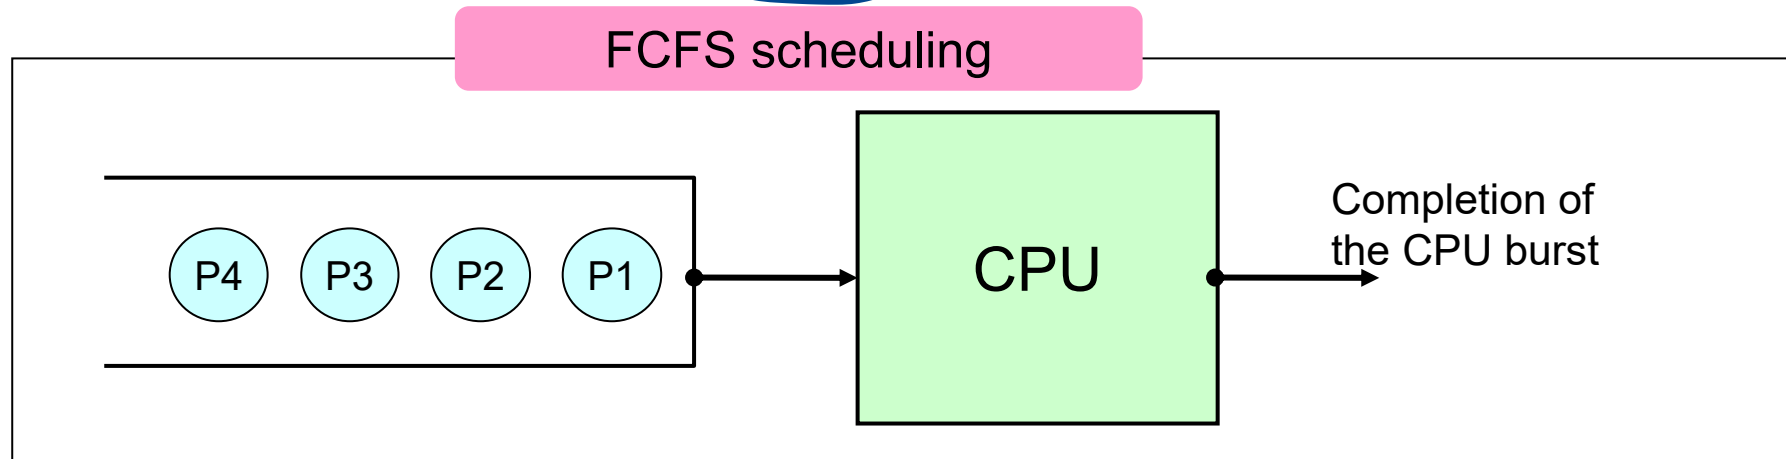 FCFS scheduling
P4 P3 P2 P1
CPU
Completion of
the CPU burst